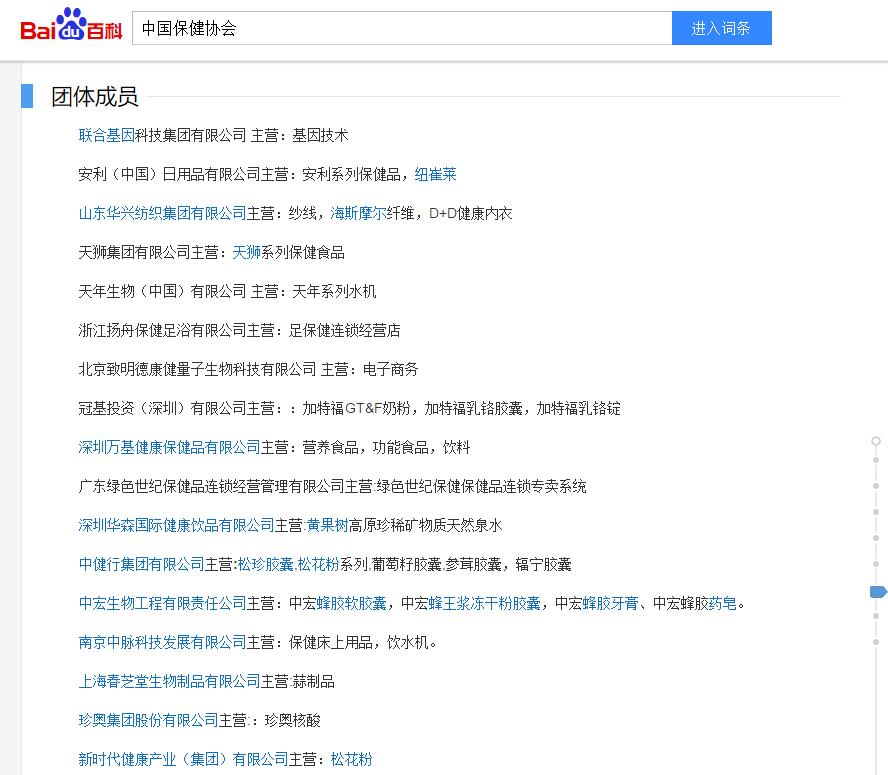 Bai du 百科
中国保健协会
进入词条
团体成员
联合基因科技集团有限公司 主营：基因技术
安利（中国）日用品有限公司主营：安利系列保健品，纽崔莱
山东华兴纺织集团有限公司主营：纱线，海斯摩尔纤维，D+D健康内衣
天狮集团有限公司主营：天狮系列保健食品
天年生物（中国）有限公司 主营：天年系列水机
浙江扬舟保健足浴有限公司主营：足保健连锁经营店
北京致明德康健量子生物科技有限公司 主营：电子商务
冠基投资（深圳）有限公司主营：：加特福GT&F奶粉，加特福乳铬胶囊，加特福乳铬锭
深圳万基健康保健品有限公司主营：营养食品，功能食品，饮料
广东绿色世纪保健品连锁经营管理有限公司主营:绿色世纪保健保健品连锁专卖系统
深圳华森国际健康饮品有限公司主营:黄果树高原珍稀矿物质天然泉水
中健行集团有限公司主营:松珍胶囊,松花粉系列,葡萄籽胶囊,参茸胶囊，辐宁胶囊
中宏生物工程有限责任公司主营：中宏蜂胶软胶囊，中宏蜂王浆冻干粉胶囊，中宏蜂胶牙膏、中宏蜂胶药皂。
南京中脉科技发展有限公司主营：保健床上用品，饮水机。
上海春芝堂生物制品有限公司主营:蒜制品
珍奥集团股份有限公司主营:：珍奥核酸
新时代健康产业（集团）有限公司主营：松花粉